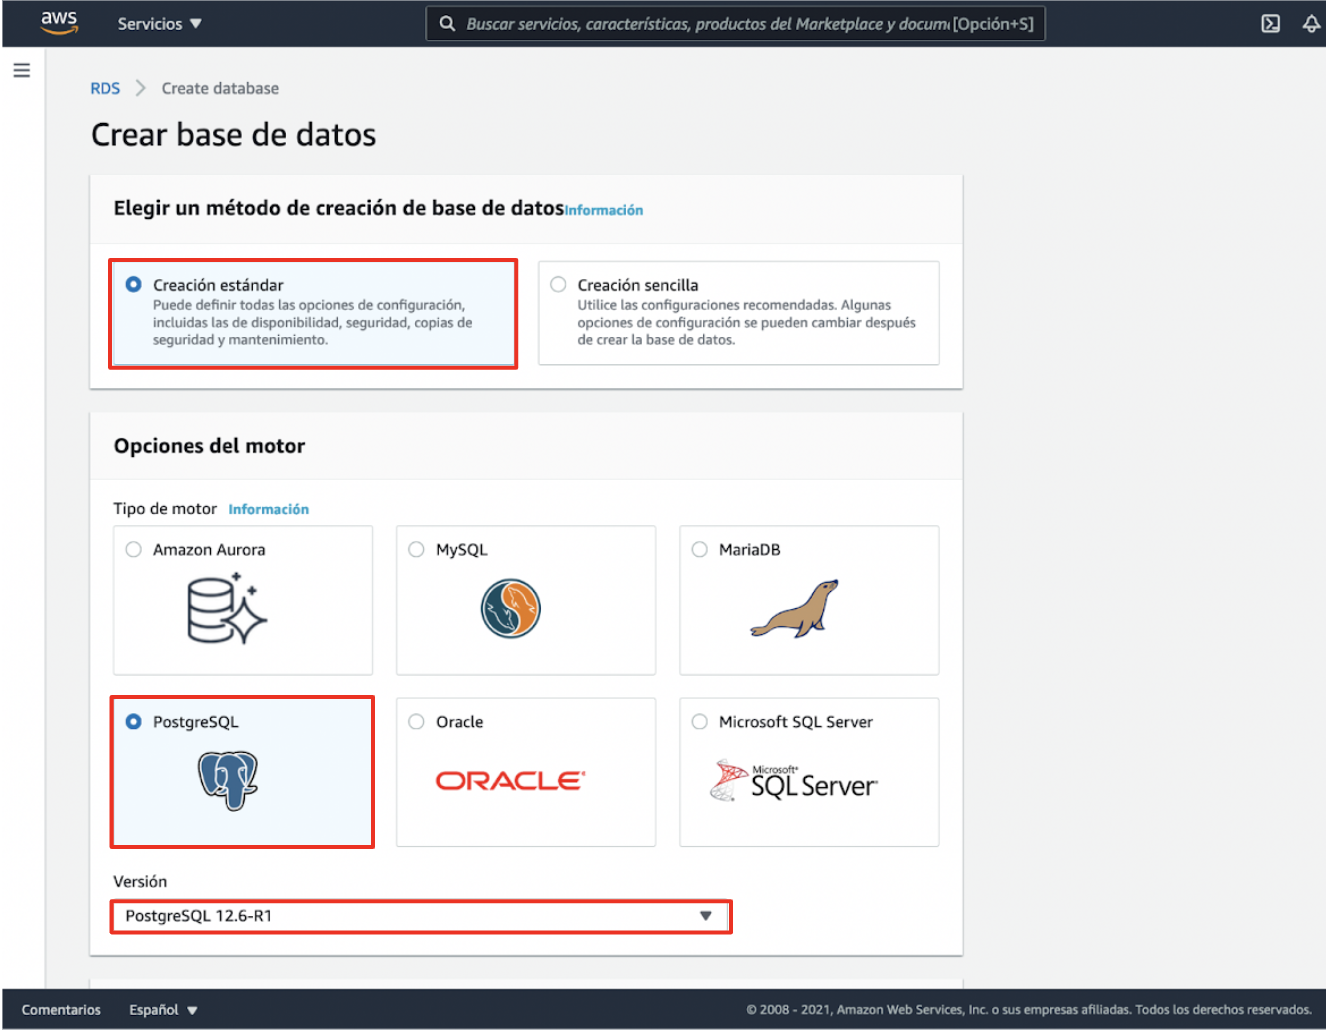 aws
Servicios ▼
Buscar servicios, características, productos del Marketplace y docum [Opción+S]
RDS > Create database
Crear base de datos
Elegir un método de creación de base de datosInformación
Creación estándar
Puede definir todas las opciones de configuración,
incluidas las de disponibilidad, seguridad, copias de
seguridad y mantenimiento.
Creación sencilla
Utilice las configuraciones recomendadas. Algunas
opciones de configuración se pueden cambiar después
de crear la base de datos.
Opciones del motor
Tipo de motor Información
Amazon Aurora
MySQL
MariaDB
PostgreSQL
Oracle
ORACLE
Microsoft SQL Server
Microsoft®
SQL Server
Versión
PostgreSQL 12.6-R1
Comentarios
Español ▼
© 2008 - 2021, Amazon Web Services, Inc. o sus empresas afiliadas. Todos los derechos reservados.